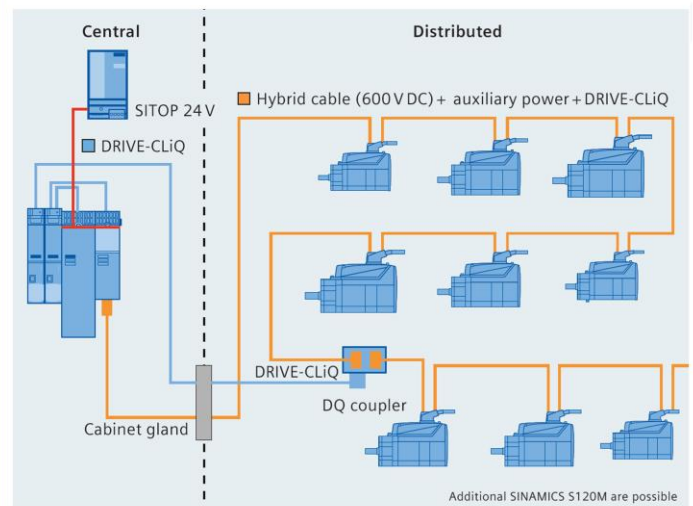 Central
Distributed
SITOP 24 V
Hybrid cable (600 V DC) + auxiliary power + DRIVE-CLiQ
DRIVE-CLiQ
DRIVE-CLiQ
DQ coupler
Cabinet gland
Additional SINAMICS S120M are possible